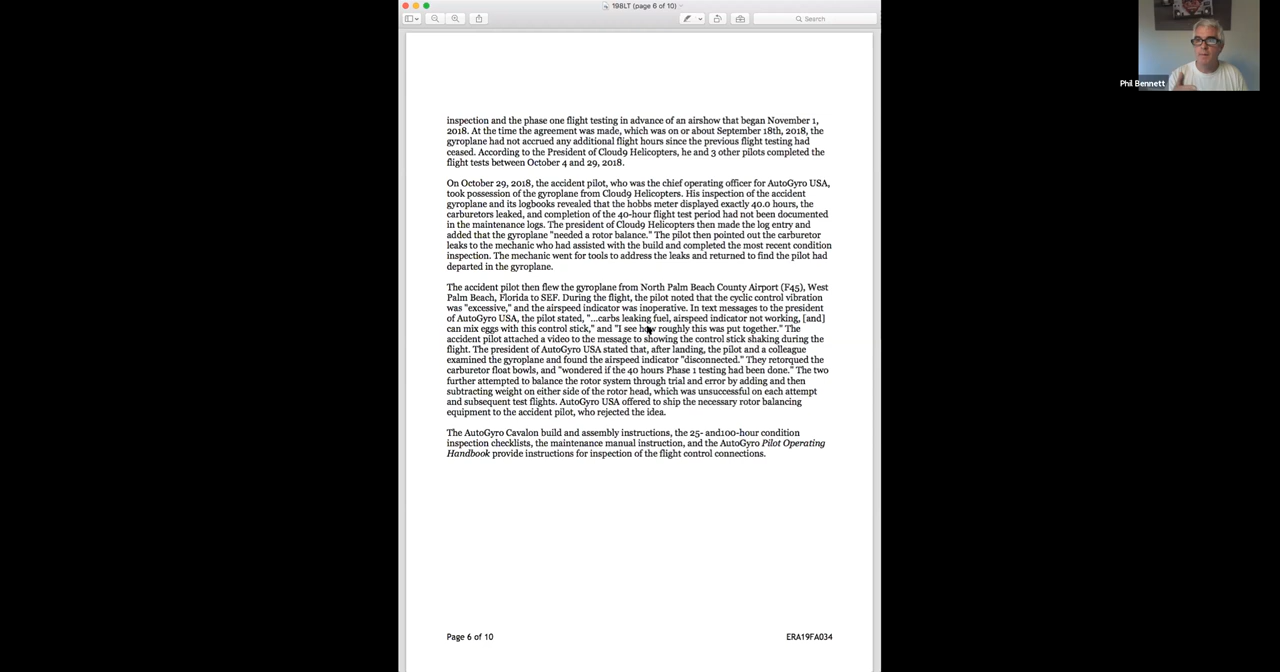 198LT (page 6 of 10)
Search
Phil Bennett
inspection and the phase one flight testing in advance of an airshow that began November 1,
2018. At the time the agreement was made, which was on or about September 18th, 2018, the
gyroplane had not accrued any additional flight hours since the previous flight testing had
ceased. According to the President of Cloud9 Helicopters, he and 3 other pilots completed the
flight tests between October 4 and 29, 2018.
On October 29, 2018, the accident pilot, who was the chief operating officer for AutoGyro USA,
took possession of the gyroplane from Cloud9 Helicopters. His inspection of the accident
gyroplane and its logbooks revealed that the hobbs meter displayed exactly 40.0 hours, the
carburetors leaked, and completion of the 40-hour flight test period had not been documented
in the maintenance logs. The president of Cloud9 Helicopters then made the log entry and
added that the gyroplane "needed a rotor balance." The pilot then pointed out the carburetor
leaks to the mechanic who had assisted with the build and completed the most recent condition
inspection. The mechanic went for tools to address the leaks and returned to find the pilot had
departed in the gyroplane.
The accident pilot then flew the gyroplane from North Palm Beach County Airport (F45), West
Palm Beach, Florida to SEF. During the flight, the pilot noted that the cyclic control vibration
was "excessive," and the airspeed indicator was inoperative. In text messages to the president
of AutoGyro USA, the pilot stated, "...carbs leaking fuel, airspeed indicator not working, [and]
can mix eggs with this control stick," and "I see how roughly this was put together." The
accident pilot attached a video to the message to showing the control stick shaking during the
flight. The president of AutoGyro USA stated that, after landing, the pilot and a colleague
examined the gyroplane and found the airspeed indicator "disconnected." They retorqued the
carburetor float bowls, and "wondered if the 40 hours Phase 1 testing had been done." The two
further attempted to balance the rotor system through trial and error by adding and then
subtracting weight on either side of the rotor head, which was unsuccessful on each attempt
and subsequent test flights. AutoGyro USA offered to ship the necessary rotor balancing
equipment to the accident pilot, who rejected the idea.
The AutoGyro Cavalon build and assembly instructions, the 25- and100-hour condition
inspection checklists, the maintenance manual instruction, and the AutoGyro Pilot Operating
Handbook provide instructions for inspection of the flight control connections.
Page 6 of 10
ERA19FA034